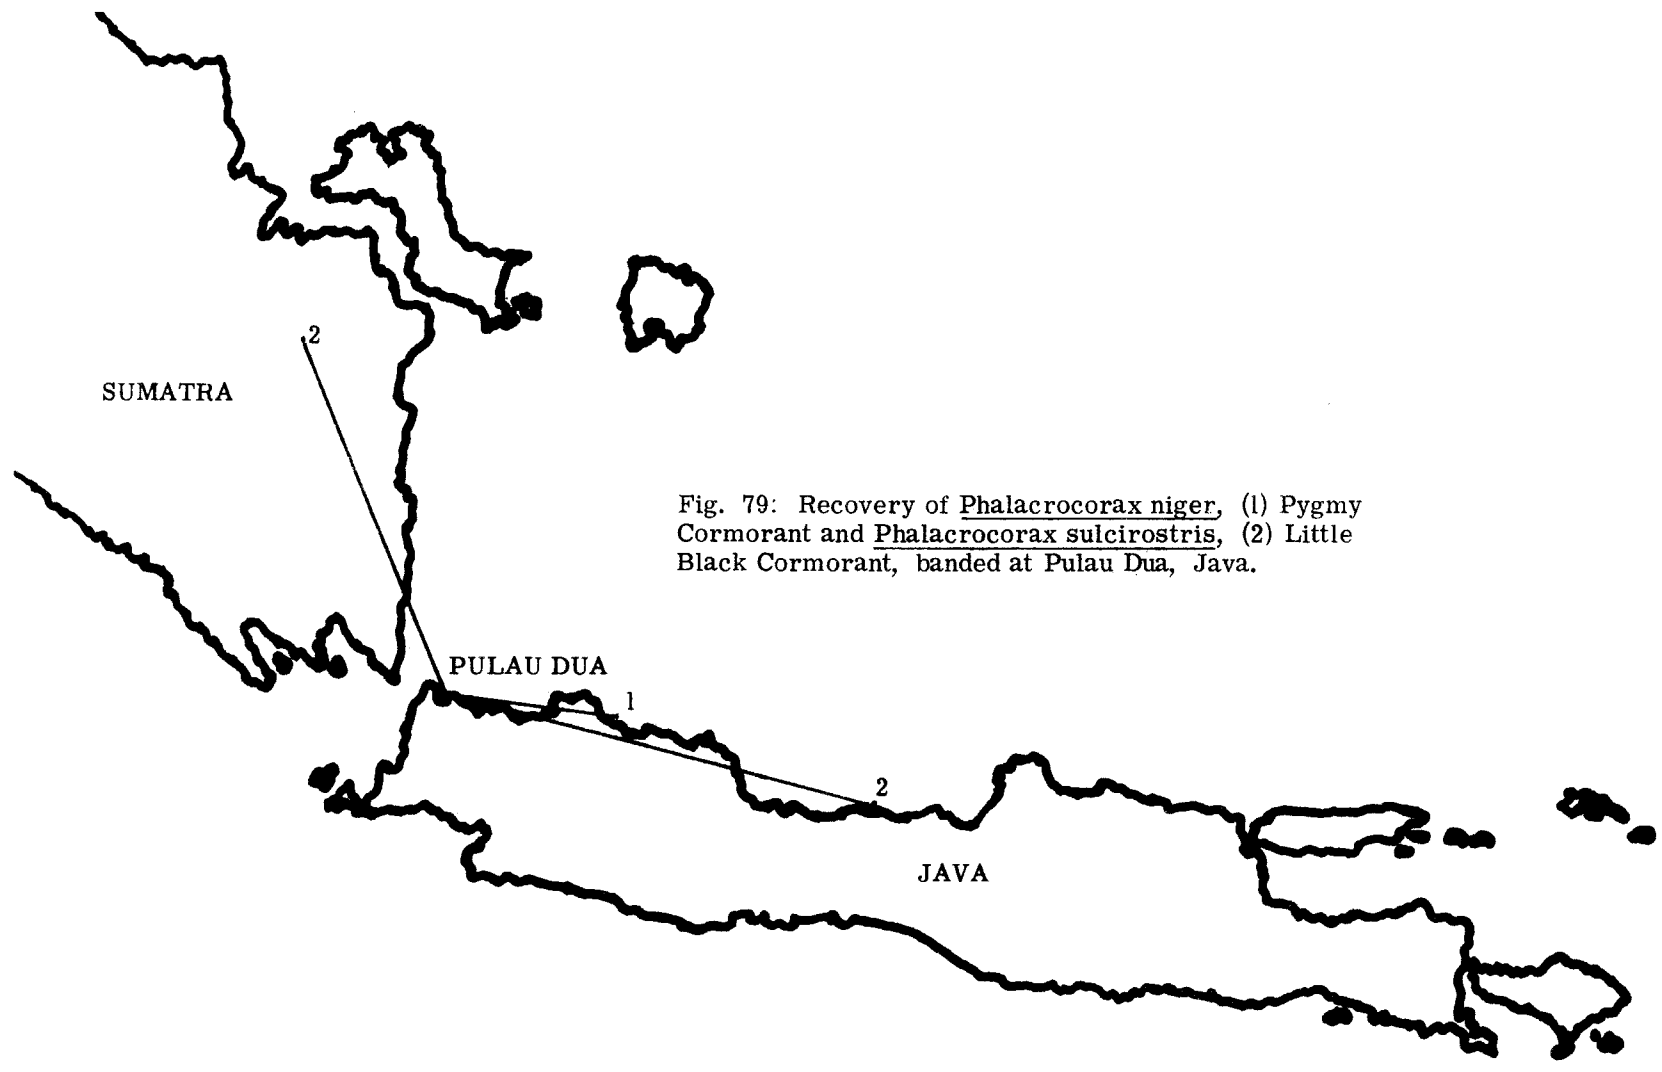 2
SUMATRA
Fig. 79: Recovery of Phalacrocorax niger, (1) Pygmy
Cormorant and Phalacrocorax sulcirostris, (2) Little
Black Cormorant, banded at Pulau Dua, Java.
PULAU DUA
1
2
JAVA